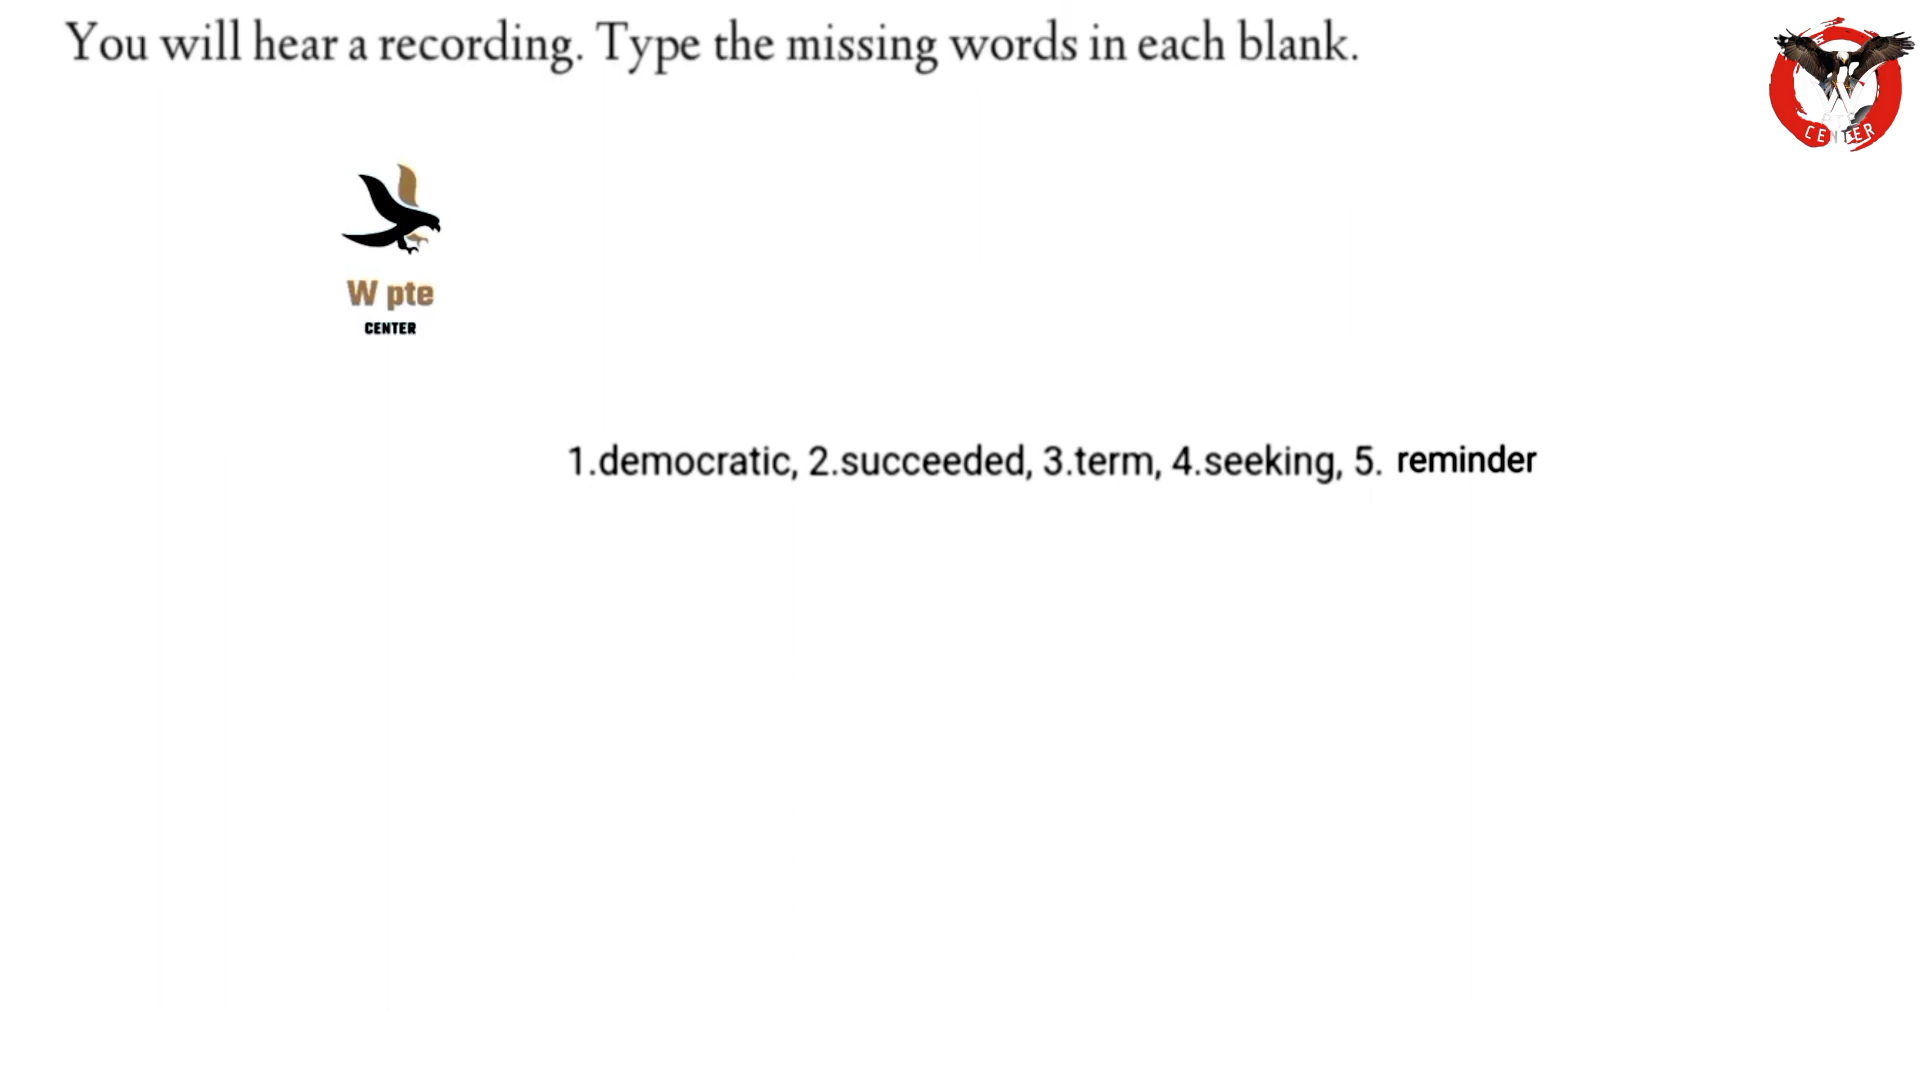 You will hear a recording. Type the missing words in each blank.
CENTER
W pte
CENTER
1.democratic, 2.succeeded, 3.term, 4.seeking, 5. reminder